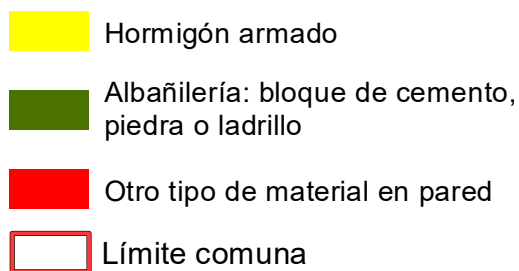 Hormigón armado
Albañilería: bloque de cemento,
piedra o ladrillo
Otro tipo de material en pared
Límite comuna